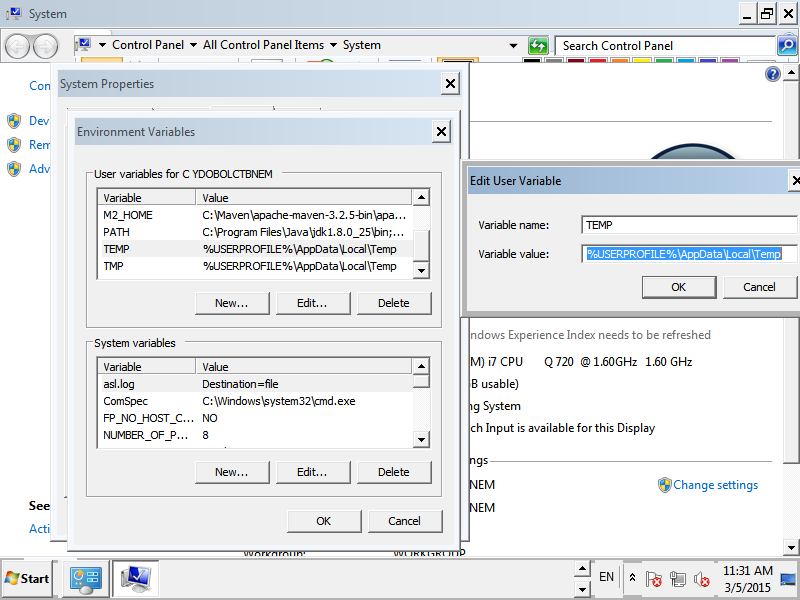 System
Control Panel
All Control Panel Items
System
Search Control Panel
System Properties
Environment Variables
User variables for C YDOBOLCTBNEM
Variable Value
M2_HOME C:\Maven\apache-maven-3.2.5-bin\apa...
PATH C:\Program Files\Java\jdk1.8.0_25\bin;...
TEMP %USERPROFILE%\AppData\Local\Temp
TMP %USERPROFILE%\AppData\Local\Temp
New... Edit... Delete
System variables
Variable Value
asl.log Destination=file
ComSpec C:\Windows\system32\cmd.exe
FP_NO_HOST_C... NO
NUMBER_OF_P... 8
New... Edit... Delete
OK Cancel
Edit User Variable
Variable name: TEMP
Variable value: %USERPROFILE%\AppData\Local\Temp
OK Cancel
Con
Dev
Rem
Adv
See
Acti
ndows Experience Index needs to be refreshed
M) i7 CPU Q 720 @ 1.60GHz 1.60 GHz
B usable)
ng System
ch Input is available for this Display
ngs
NEM
Change settings
NEM
Workgroup: WORKGROUP
Start
EN
11:31 AM
3/5/2015